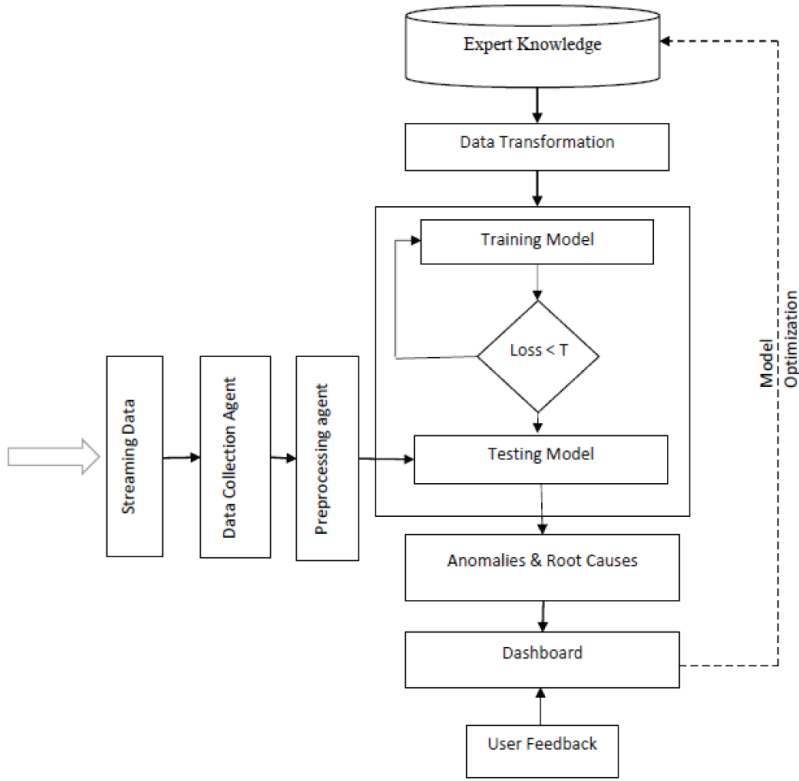 Expert Knowledge
Data Transformation
Training Model
Loss < T
Streaming Data
Data Collection Agent
Preprocessing agent
Testing Model
Model
Optimization
Anomalies & Root Causes
Dashboard
User Feedback